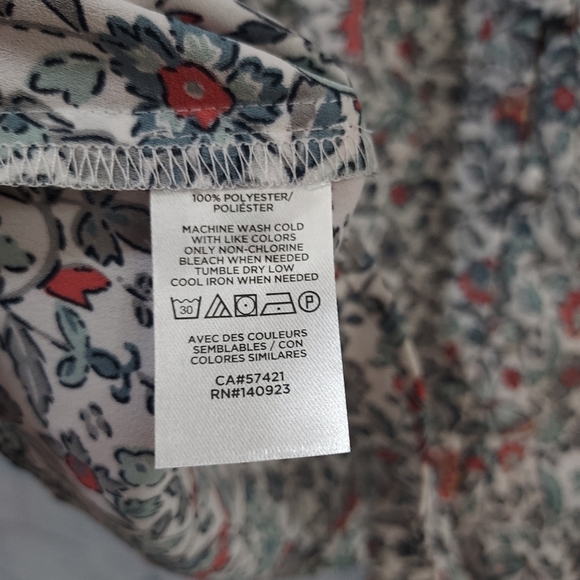 100% POLYESTER/
POLIÉSTER
MACHINE WASH COLD
WITH LIKE COLORS
ONLY NON-CHLORINE
BLEACH WHEN NEEDED
TUMBLE DRY LOW
COOL IRON WHEN NEEDED
30 P
AVEC DES COULEURS
SEMBLABLES / CON
COLORES SIMILARES
CA#57421
RN#140923